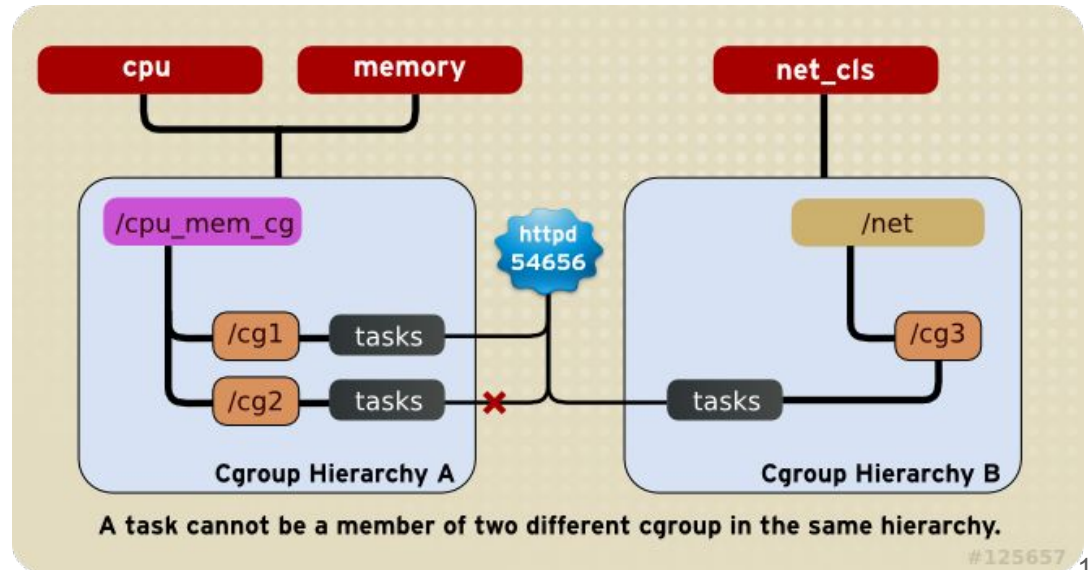 cpu
memory
net_cls
/cpu_mem_cg
/net
httpd
54656
/cg1
tasks
/cg3
/cg2
tasks
tasks
Cgroup Hierarchy A
Cgroup Hierarchy B
A task cannot be a member of two different cgroup in the same hierarchy.
#125657
1